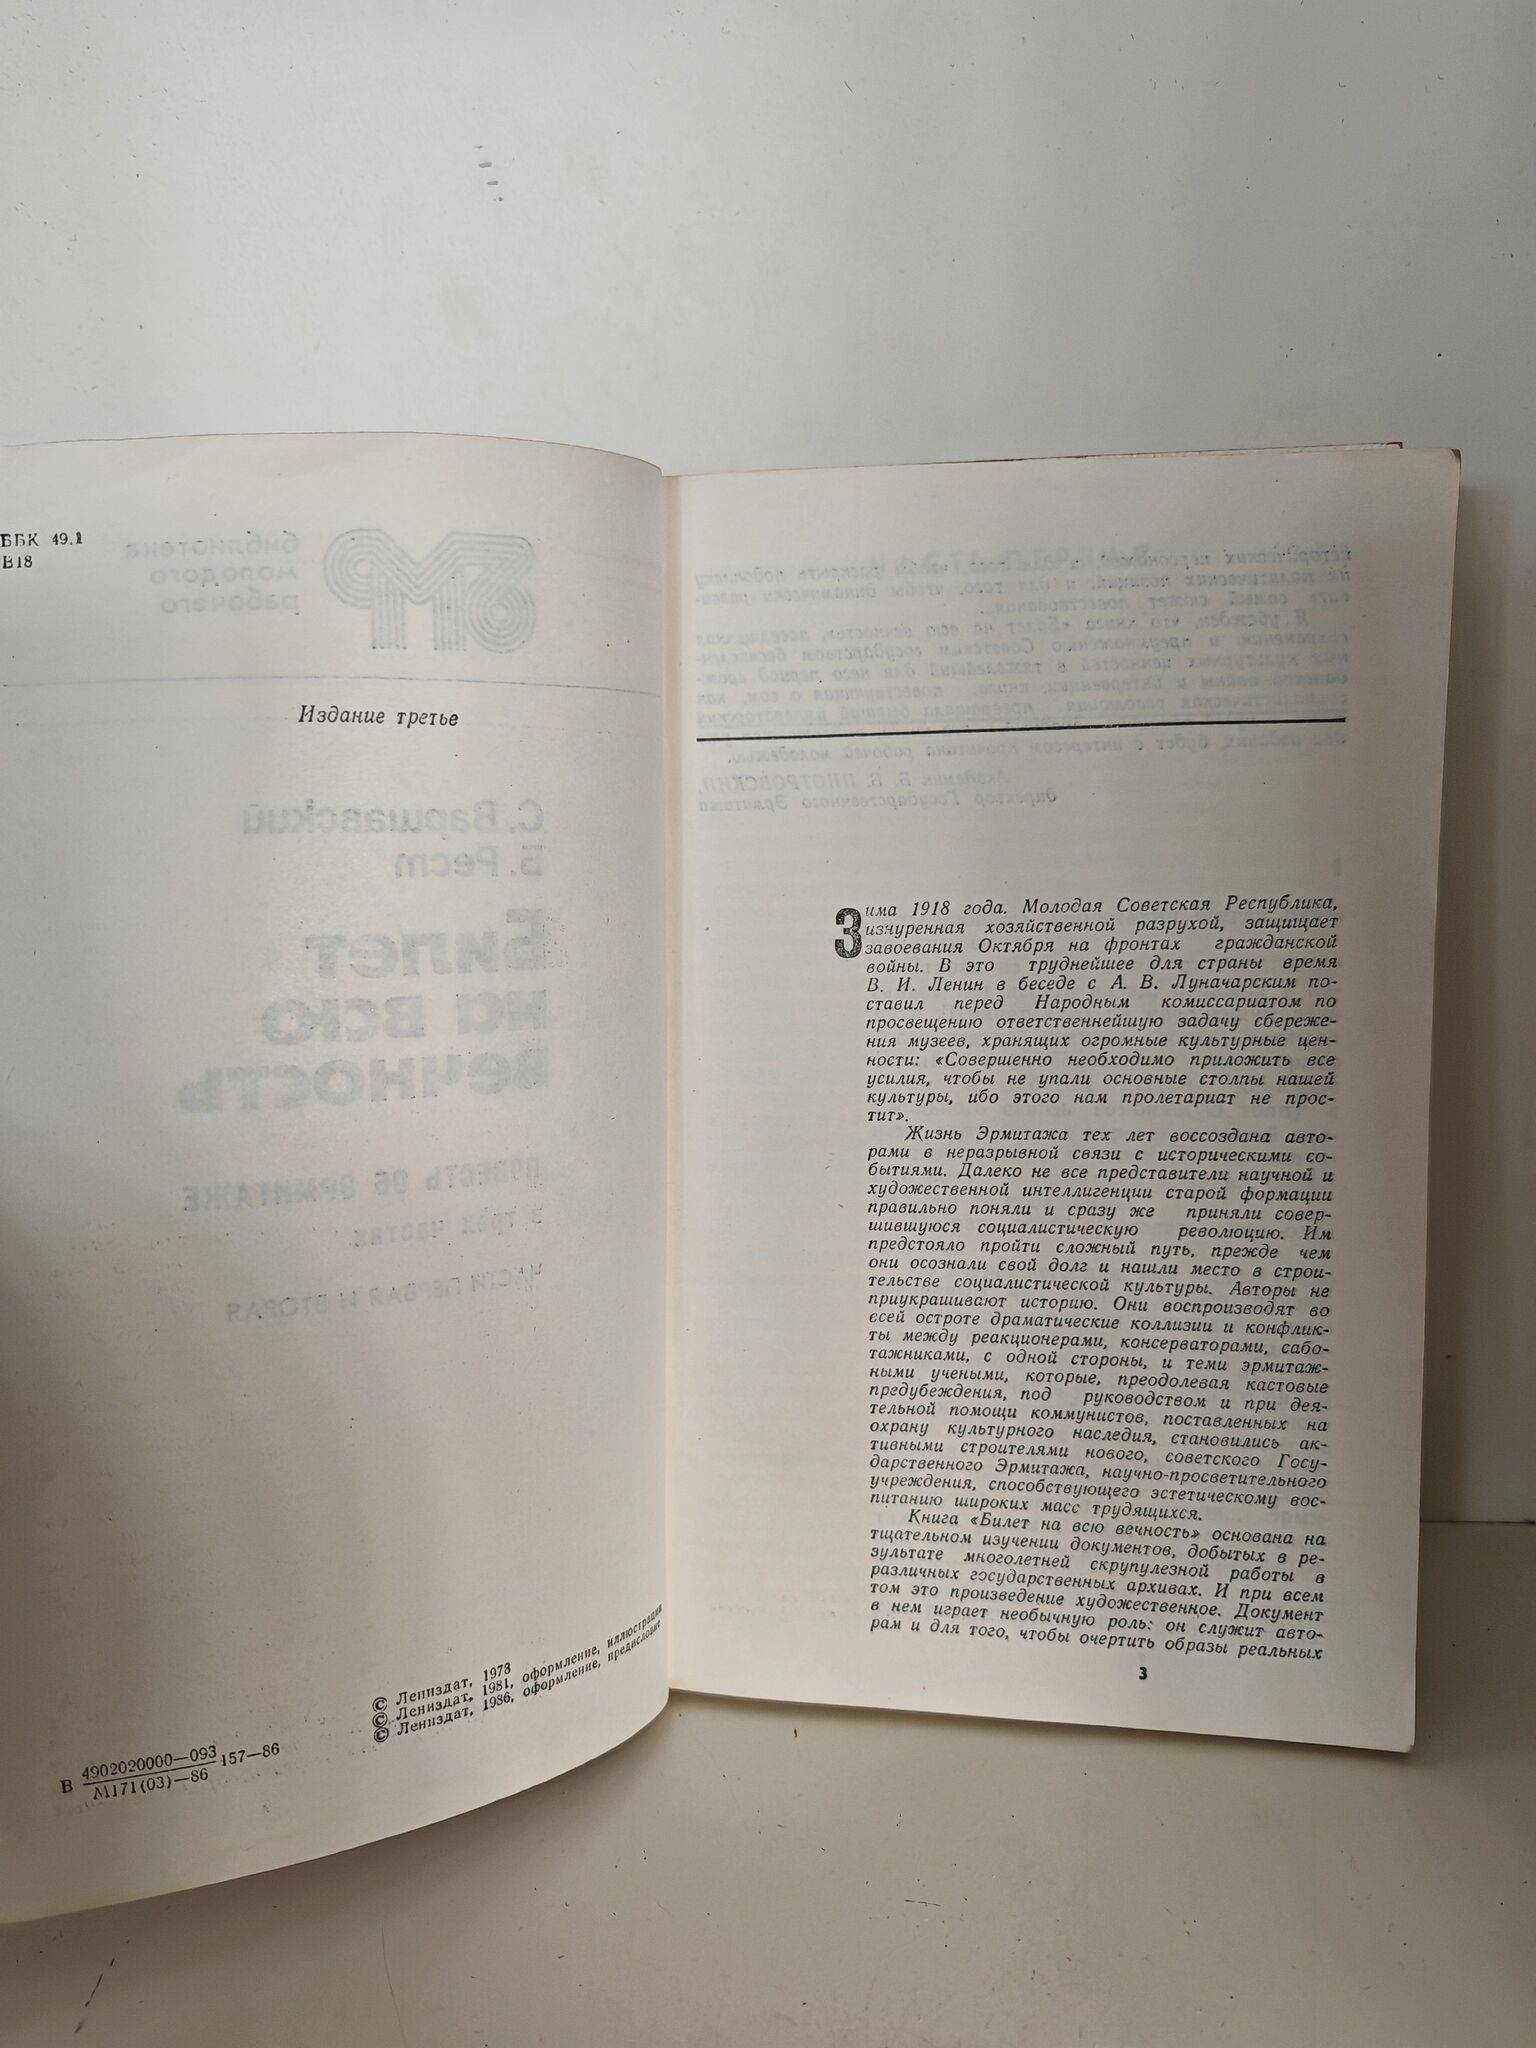 ББК 49.1
В18
Издание третье
© Лениздат, 1973
© Лениздат, 1981, оформление, иллюстрации
© Лениздат, 1986, оформление, предисловие
В 4902020000—093 157—86
М171(03)—86
Зима 1918 года. Молодая Советская Республика,
изнуренная хозяйственной разрухой, защищает
завоевания Октября на фронтах гражданской
войны. В это труднейшее для страны время
В. И. Ленин в беседе с А. В. Луначарским по-
ставил перед Народным комиссариатом по
просвещению ответственнейшую задачу сбереже-
ния музеев, хранящих огромные культурные цен-
ности: «Совершенно необходимо приложить все
усилия, чтобы не упали основные столпы нашей
культуры, ибо этого нам пролетариат не прос-
тит».
Жизнь Эрмитажа тех лет воссоздана авто-
рами в неразрывной связи с историческими со-
бытиями. Далеко не все представители научной и
художественной интеллигенции старой формации
правильно поняли и сразу же приняли совер-
шившуюся социалистическую революцию. Им
предстояло пройти сложный путь, прежде чем
они осознали свой долг и нашли место в строи-
тельстве социалистической культуры. Авторы не
приукрашивают историю. Они воспроизводят во
всей остроте драматические коллизии и конфлик-
ты между реакционерами, консерваторами, сабо-
тажниками, с одной стороны, и теми эрмитаж-
ными учеными, которые, преодолевая кастовые
предубеждения, под руководством и при дея-
тельной помощи коммунистов, поставленных на
охрану культурного наследия, становились ак-
тивными строителями нового, советского Госу-
дарственного Эрмитажа, научно-просветительного
учреждения, способствующего эстетическому вос-
питанию широких масс трудящихся.
Книга «Билет на всю вечность» основана на
тщательном изучении документов, добытых в ре-
зультате многолетней скрупулезной работы в
различных государственных архивах. И при всем
том это произведение художественное. Документ
в нем играет необычную роль: он служит авто-
рам и для того, чтобы очертить образы реальных
3